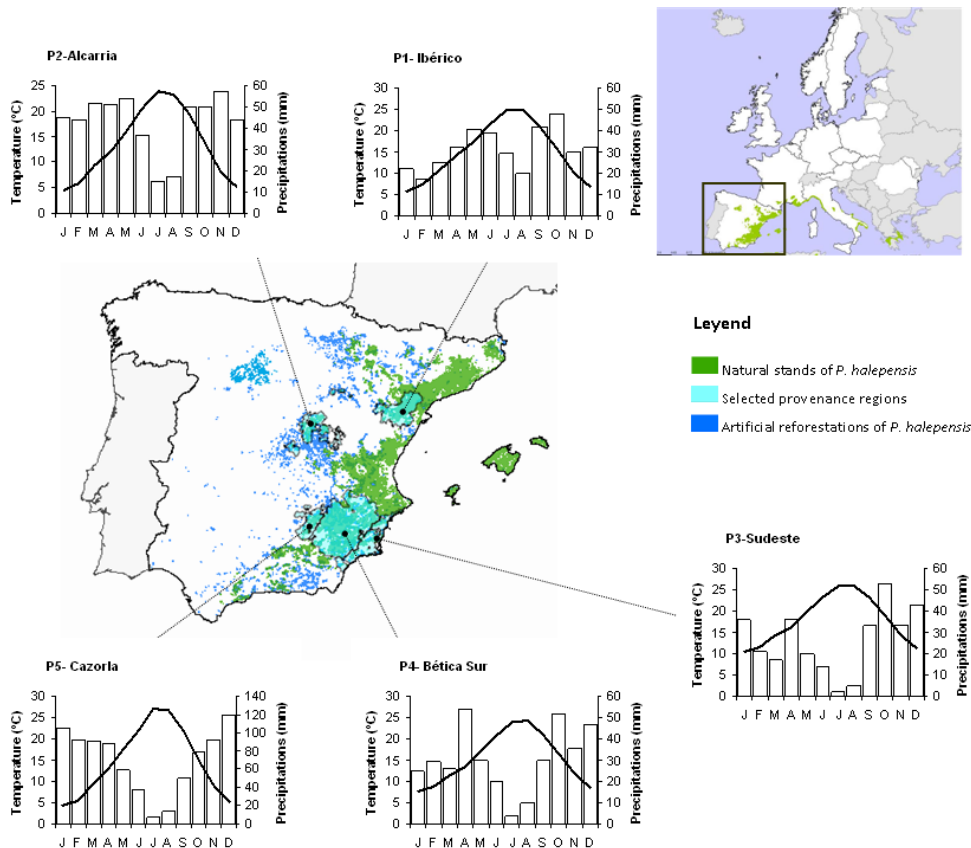 P2-Alcarria
Temperature (°C)
25
20
15
10
5
0
60
50
40
30
20
10
0
Precipitations (mm)
J F M A M J J A S O N D
P1- Ibérico
Temperature (°C)
30
25
20
15
10
5
0
60
50
40
30
20
10
0
Precipitations (mm)
J F M A M J J A S O N D
Leyend
Natural stands of P. halepensis
Selected provenance regions
Artificial reforestations of P. halepensis
P3-Sudeste
Temperature (°C)
30
25
20
15
10
5
0
60
50
40
30
20
10
0
Precipitations (mm)
J F M A M J J A S O N D
P5- Cazorla
Temperature (°C)
30
25
20
15
10
5
0
140
120
100
80
60
40
20
0
Precipitations (mm)
J F M A M J J A S O N D
P4- Bética Sur
Temperature (°C)
30
25
20
15
10
5
0
60
50
40
30
20
10
0
Precipitations (mm)
J F M A M J J A S O N D